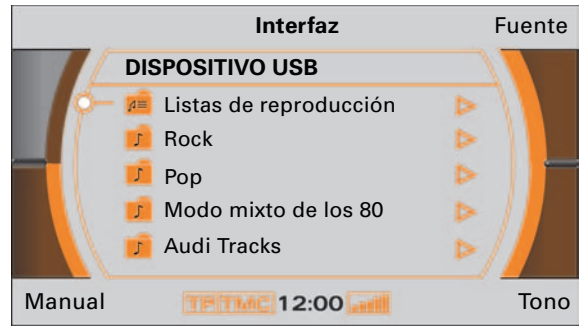 Interfaz Fuente
DISPOSITIVO USB
Listas de reproducción
Rock
Pop
Modo mixto de los 80
Audi Tracks
Manual TP TMC 12:00 Tono